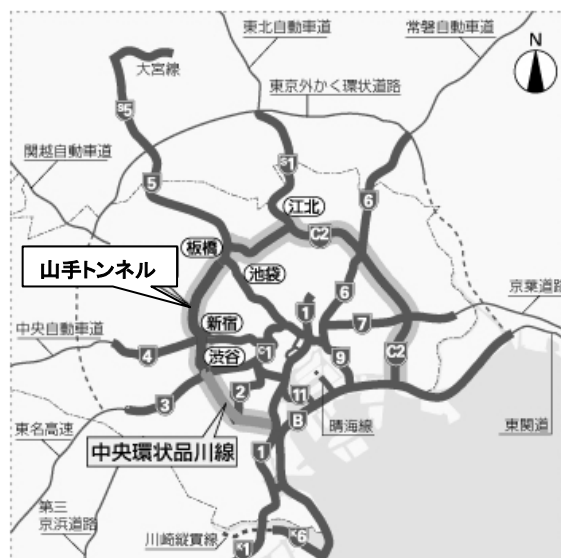 東北自動車道
常磐自動車道
N
大宮線
東京外かく環状道路
S5
関越自動車道
S1
5
6
江北
C2
板橋
山手トンネル
池袋
京葉道路
1
6
新宿
7
中央自動車道
4
C1
9
C2
渋谷
3
2
11
B
東名高速
中央環状品川線
1
晴海線
東関道
第三
京浜道路
川崎縦貫線
K1
K6